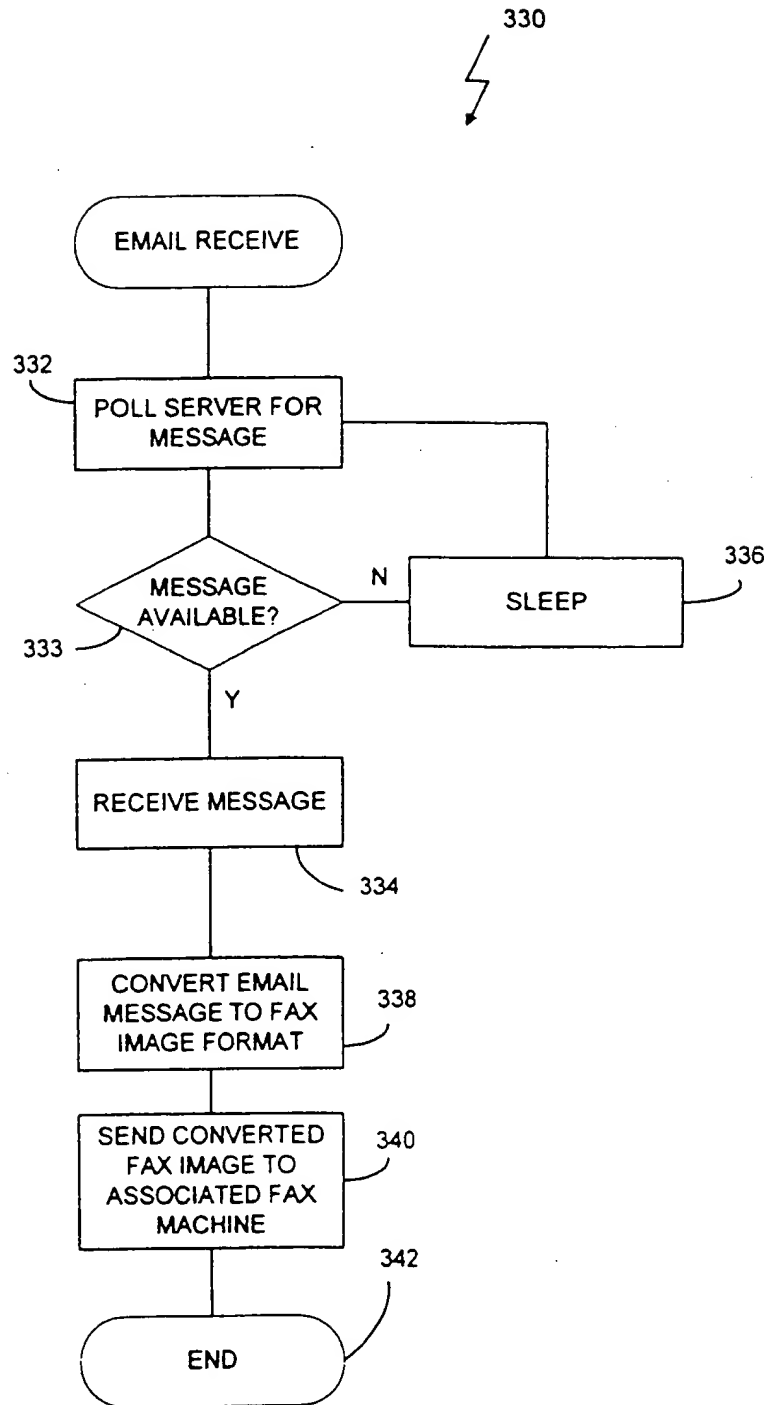 330
EMAIL RECEIVE
332
POLL SERVER FOR
MESSAGE
MESSAGE
AVAILABLE?
N
SLEEP
336
333
Y
RECEIVE MESSAGE
334
CONVERT EMAIL
MESSAGE TO FAX
IMAGE FORMAT
338
SEND CONVERTED
FAX IMAGE TO
ASSOCIATED FAX
MACHINE
340
342
END